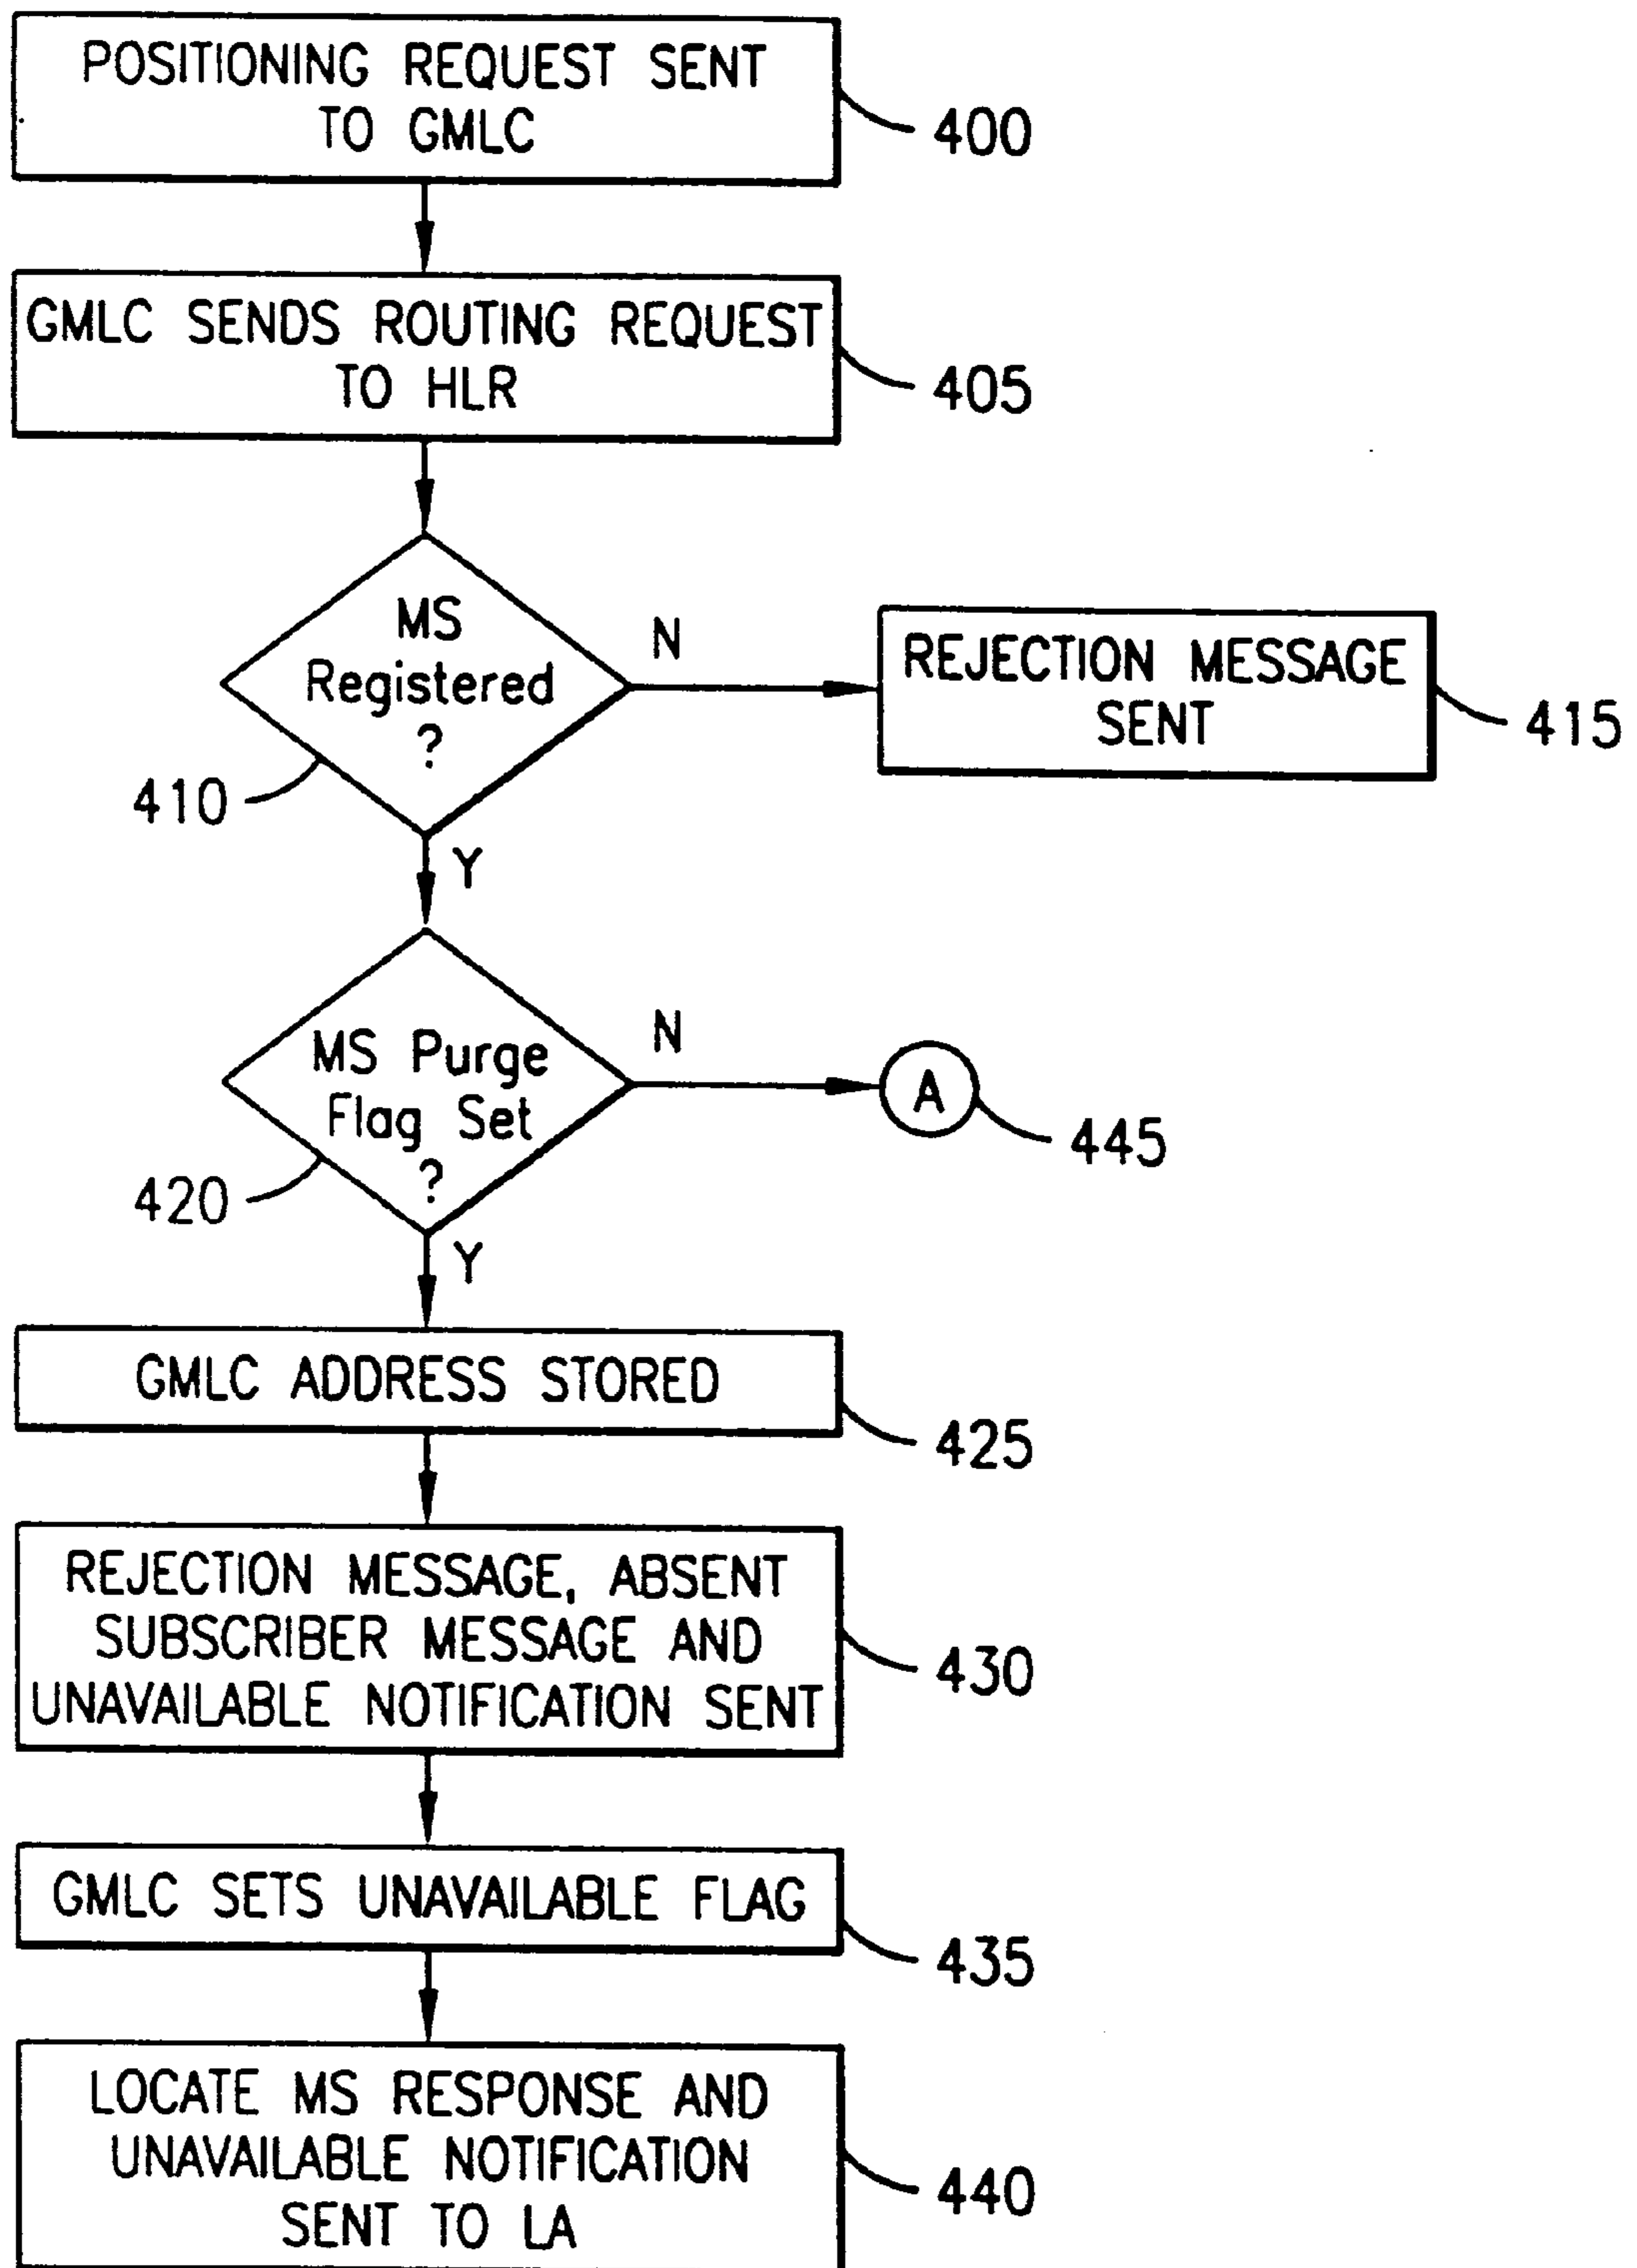 POSITIONING REQUEST SENT
TO GMLC
400
GMLC SENDS ROUTING REQUEST
TO HLR
405
MS
Registered
?
N
410
Y
REJECTION MESSAGE
SENT
415
MS Purge
Flag Set
?
N
420
Y
A
445
GMLC ADDRESS STORED
425
REJECTION MESSAGE, ABSENT
SUBSCRIBER MESSAGE AND
UNAVAILABLE NOTIFICATION SENT
430
GMLC SETS UNAVAILABLE FLAG
435
LOCATE MS RESPONSE AND
UNAVAILABLE NOTIFICATION
SENT TO LA
440